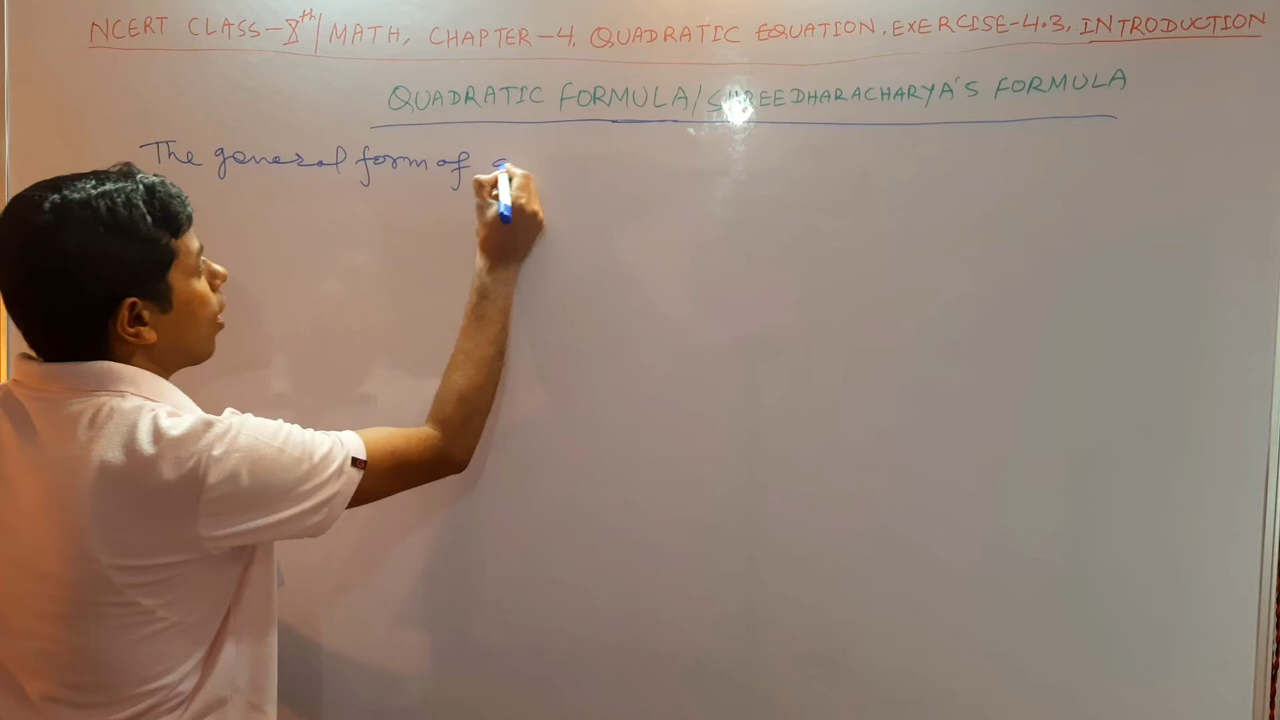 NCERT CLASS-Xth/MATH, CHAPTER-4, QUADRATIC EQUATION, EXERCISE-4.3, INTRODUCTION
QUADRATIC FORMULA/SHREEDHARACHARYA'S FORMULA
The general form of a